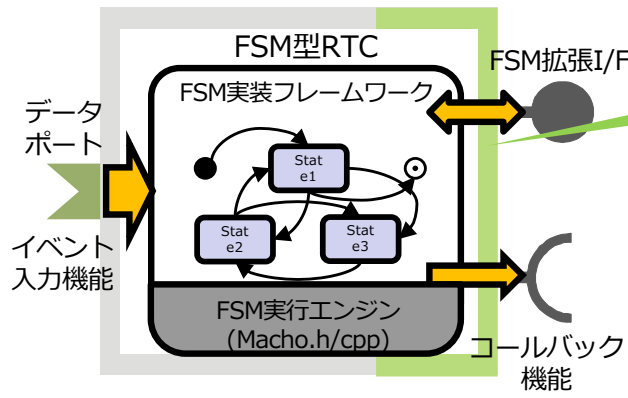 FSM型RTC
FSM拡張I/F
FSM実装フレームワーク
データ
ポート
Stat
e1
Stat
e2
Stat
e3
イベント
入力機能
FSM実行エンジン
(Macho.h/cpp)
コールバック
機能